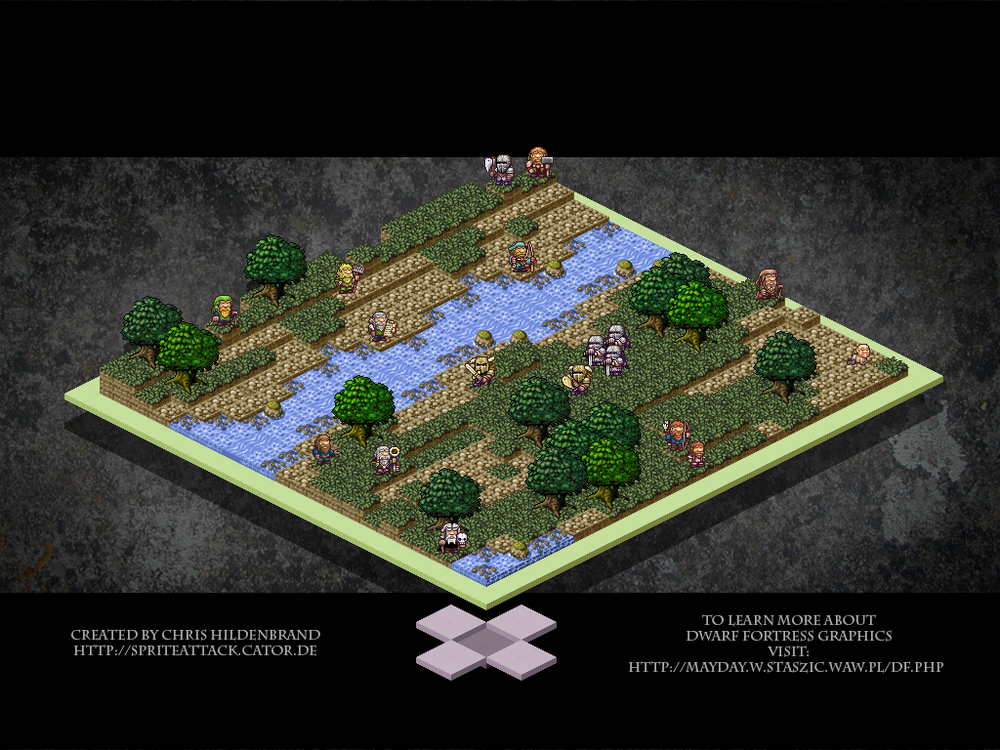 CREATED BY CHRIS HILDENBRAND
HTTP://SPRITEATTACK.CATOR.DE
TO LEARN MORE ABOUT
DWARF FORTRESS GRAPHICS
VISIT:
HTTP://MAYDAY.W.STASZIC.WAW.PL/DF.PHP